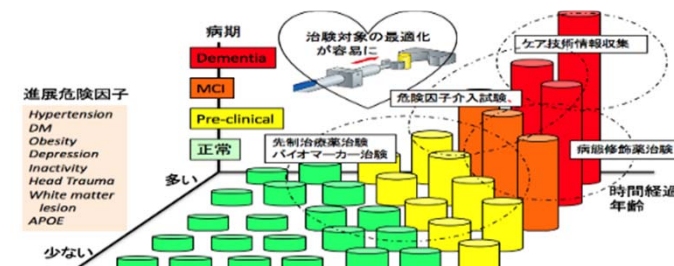 病期
治験対象の最適化
が容易に
Dementia
ケア技術情報収集
MCI
進展危険因子
危険因子介入試験、
Hypertension
DM
Obesity
Depression
Inactivity
Head Trauma
White matter
lesion
APOE
Pre-clinical
正常
先制治療薬治験
バイオマーカー治験
病態修飾薬治験
多い
時間経過
年齢
少ない